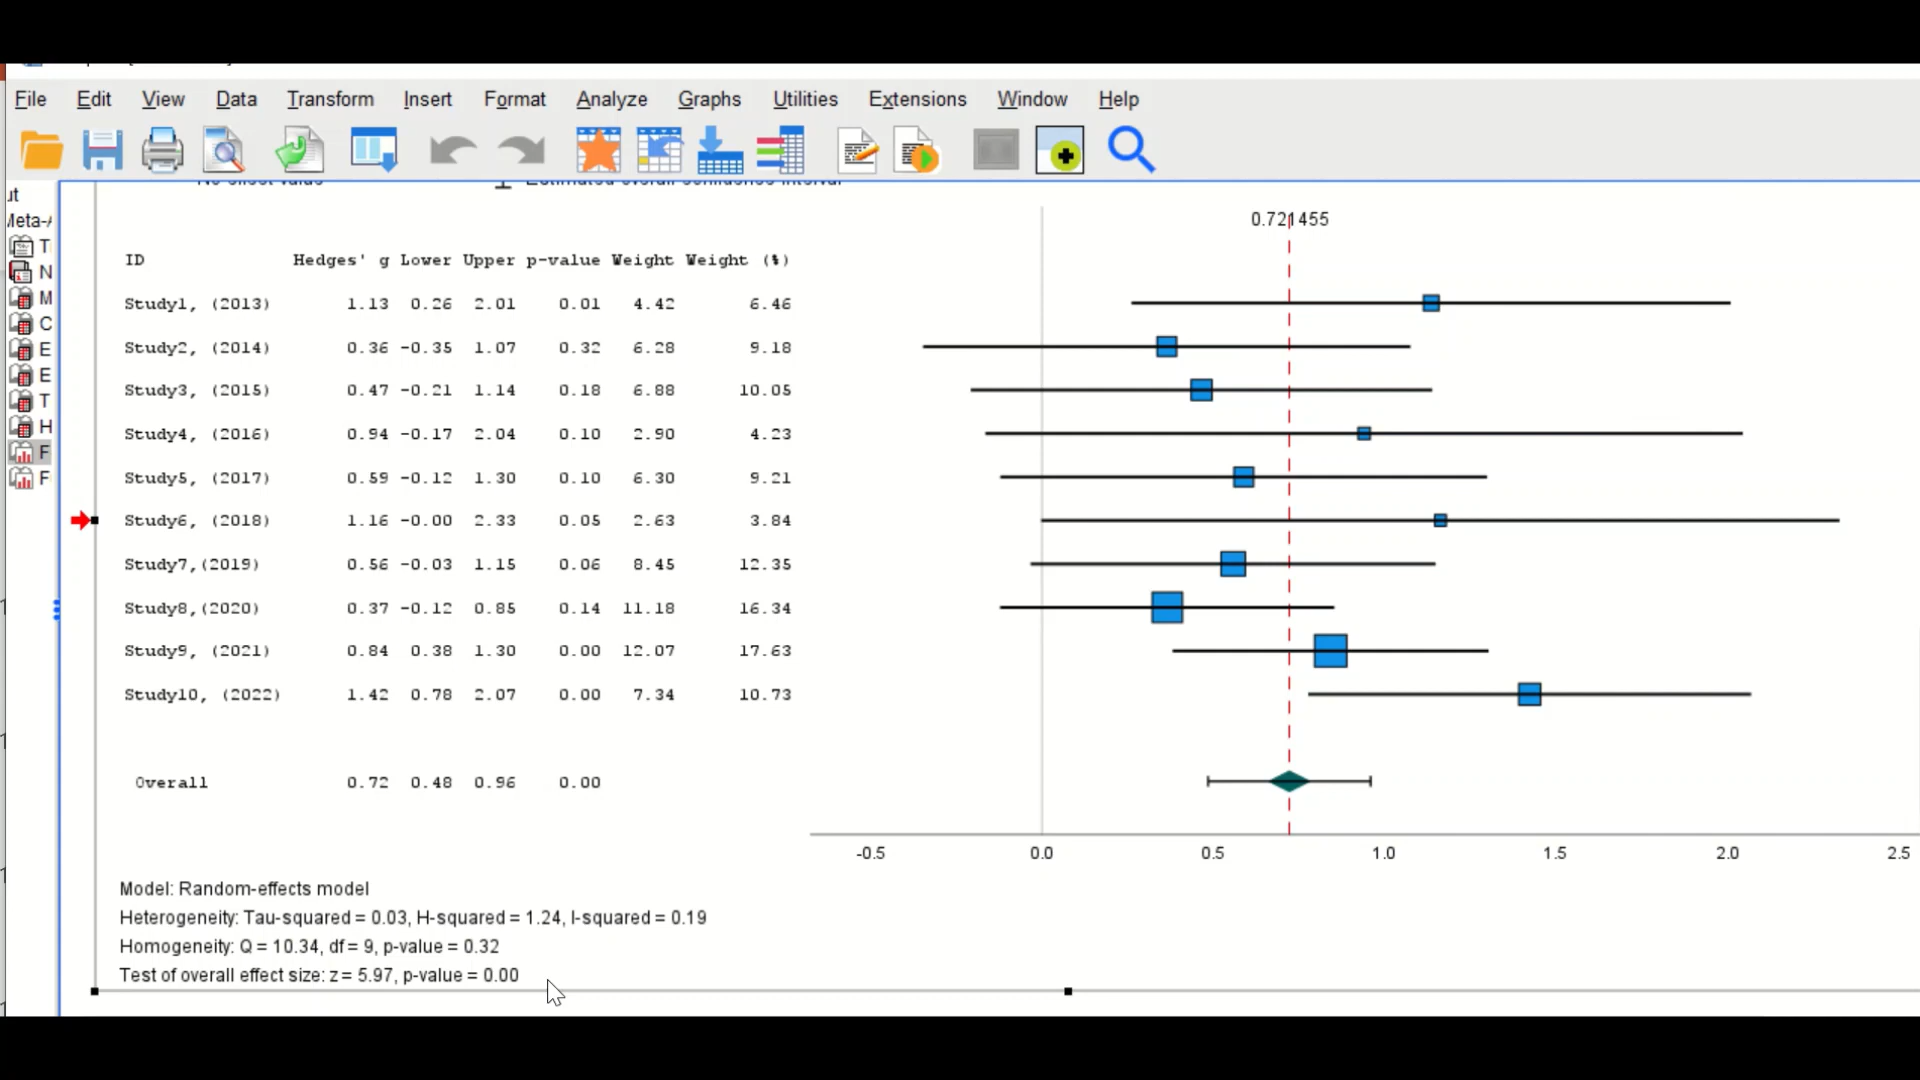 File Edit View Data Transform Insert Format Analyze Graphs Utilities Extensions Window Help
No effect value Estimated overall confidence interval
Meta-A
T
N
M
C
E
E
T
H
F
F
0.721455
ID Hedges' g Lower Upper p-value Weight Weight (%)
Study1, (2013) 1.13 0.26 2.01 0.01 4.42 6.46
Study2, (2014) 0.36 -0.35 1.07 0.32 6.28 9.18
Study3, (2015) 0.47 -0.21 1.14 0.18 6.88 10.05
Study4, (2016) 0.94 -0.17 2.04 0.10 2.90 4.23
Study5, (2017) 0.59 -0.12 1.30 0.10 6.30 9.21
Study6, (2018) 1.16 -0.00 2.33 0.05 2.63 3.84
Study7,(2019) 0.56 -0.03 1.15 0.06 8.45 12.35
Study8,(2020) 0.37 -0.12 0.85 0.14 11.18 16.34
Study9, (2021) 0.84 0.38 1.30 0.00 12.07 17.63
Study10, (2022) 1.42 0.78 2.07 0.00 7.34 10.73
Overall 0.72 0.48 0.96 0.00
-0.5 0.0 0.5 1.0 1.5 2.0 2.5
Model: Random-effects model
Heterogeneity: Tau-squared = 0.03, H-squared = 1.24, I-squared = 0.19
Homogeneity: Q = 10.34, df = 9, p-value = 0.32
Test of overall effect size: z = 5.97, p-value = 0.00